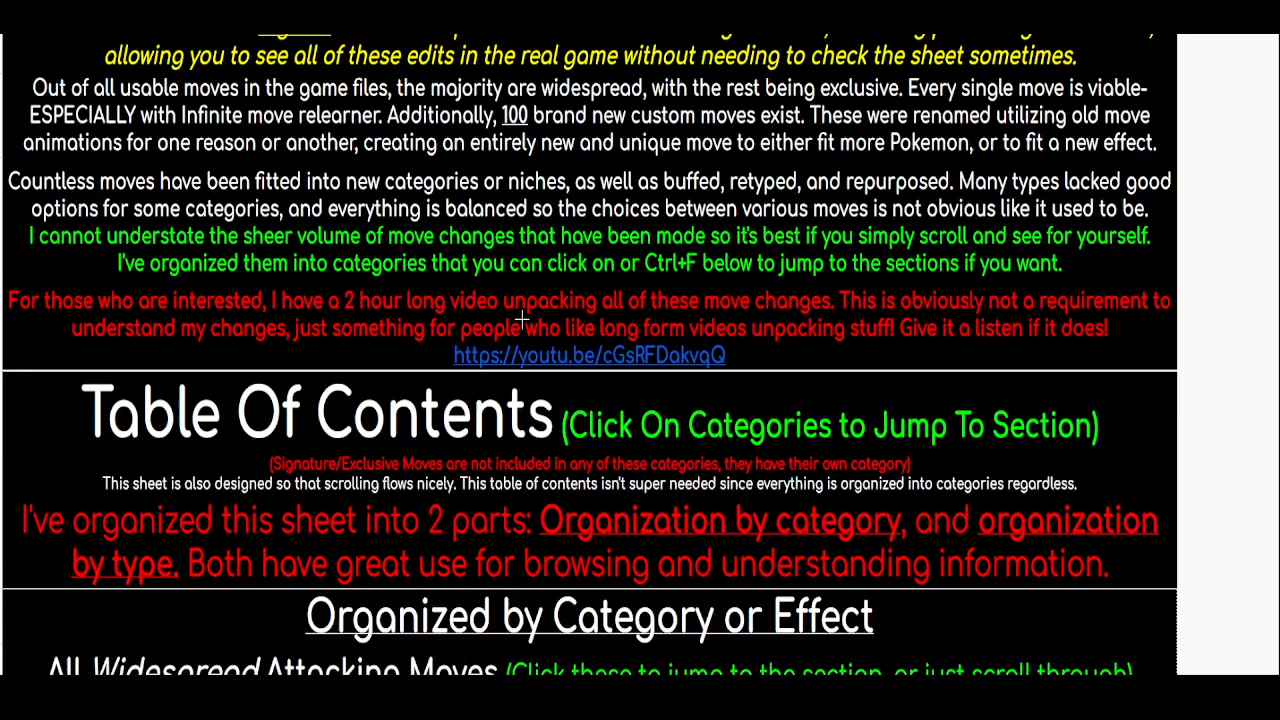 allowing you to see all of these edits in the real game without needing to check the sheet sometimes.
Out of all usable moves in the game files, the majority are widespread, with the rest being exclusive. Every single move is viable-
ESPECIALLY with Infinite move relearner. Additionally, 100 brand new custom moves exist. These were renamed utilizing old move
animations for one reason or another, creating an entirely new and unique move to either fit more Pokemon, or to fit a new effect.
Countless moves have been fitted into new categories or niches, as well as buffed, retyped, and repurposed. Many types lacked good
options for some categories, and everything is balanced so the choices between various moves is not obvious like it used to be.
I cannot understate the sheer volume of move changes that have been made so it's best if you simply scroll and see for yourself.
I've organized them into categories that you can click on or Ctrl+F below to jump to the sections if you want.
For those who are interested, I have a 2 hour long video unpacking all of these move changes. This is obviously not a requirement to
understand my changes, just something for people who like long form videos unpacking stuff! Give it a listen if it does!
https://youtu.be/cGsRFDakvqQ
Table Of Contents (Click On Categories to Jump To Section)
(Signature/Exclusive Moves are not included in any of these categories, they have their own category)
This sheet is also designed so that scrolling flows nicely. This table of contents isn't super needed since everything is organized into categories regardless.
I've organized this sheet into 2 parts: Organization by category, and organization
by type. Both have great use for browsing and understanding information.
Organized by Category or Effect
All Widespread Attacking Moves (Click these to jump to the section, or just scroll through)